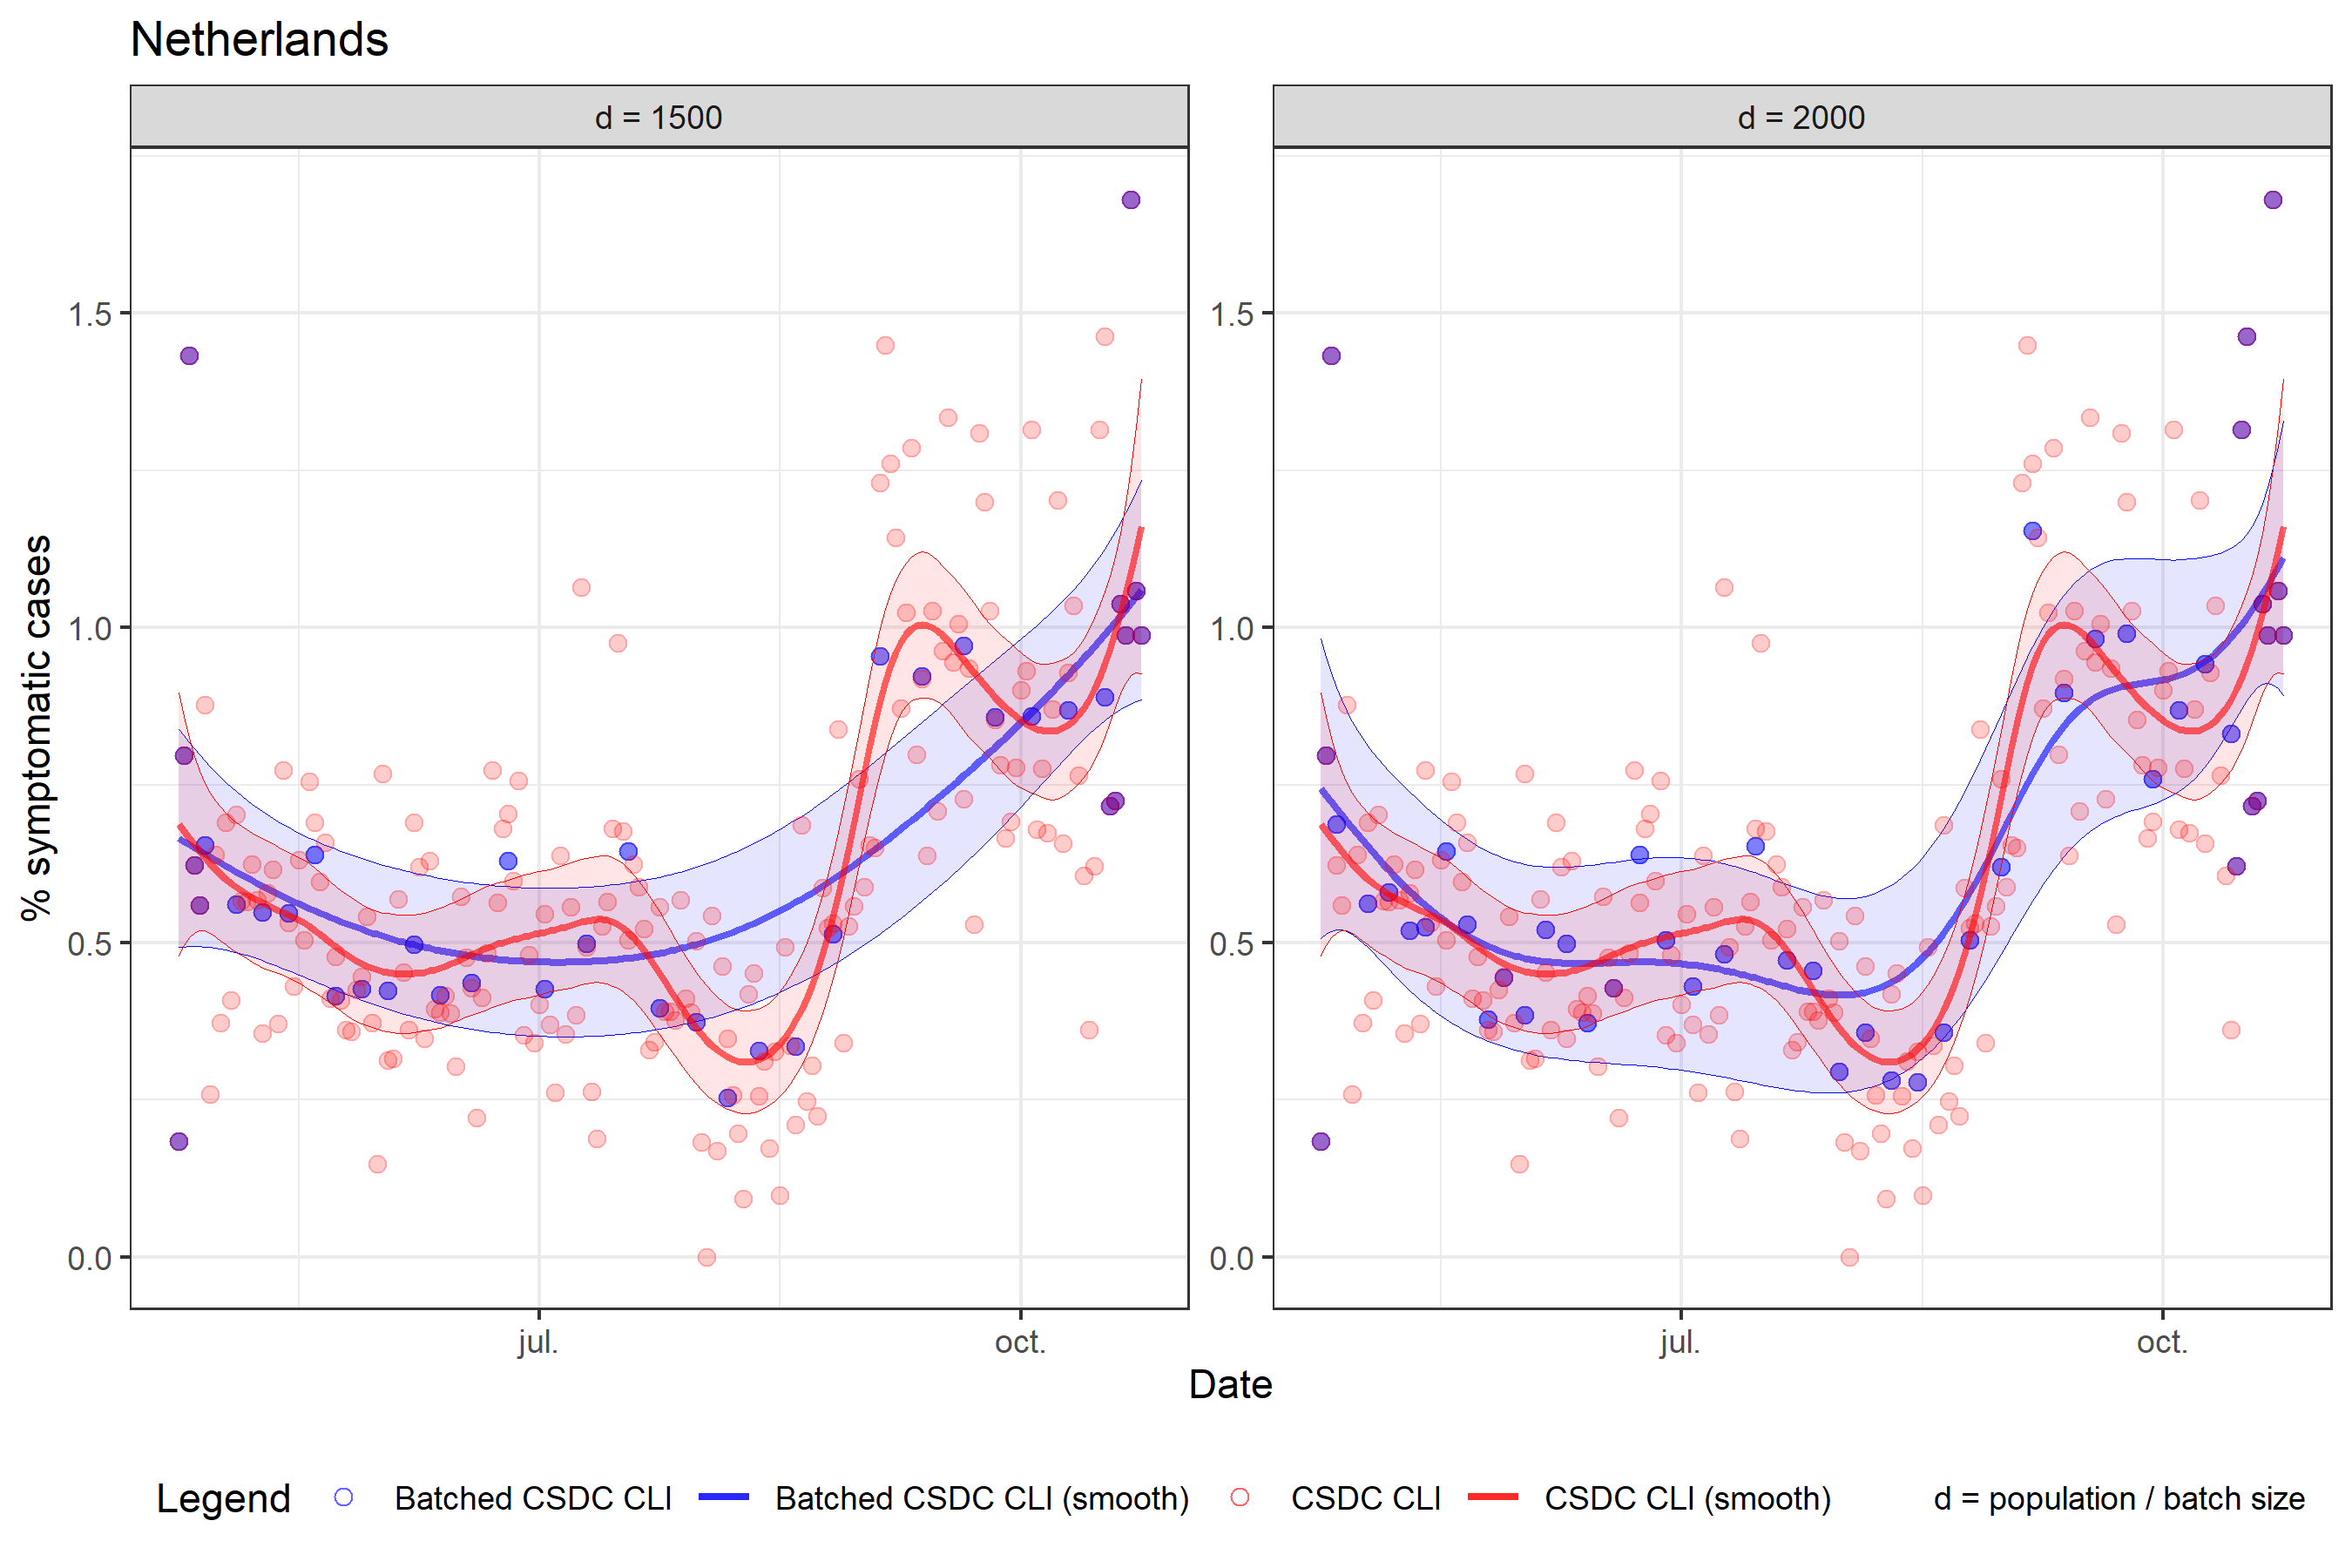 Netherlands
d = 1500
d = 2000
% symptomatic cases
1.5
1.0
0.5
0.0
1.5
1.0
0.5
0.0
jul.
oct.
jul.
oct.
Date
Legend
Batched CSDC CLI
Batched CSDC CLI (smooth)
CSDC CLI
CSDC CLI (smooth)
d = population / batch size